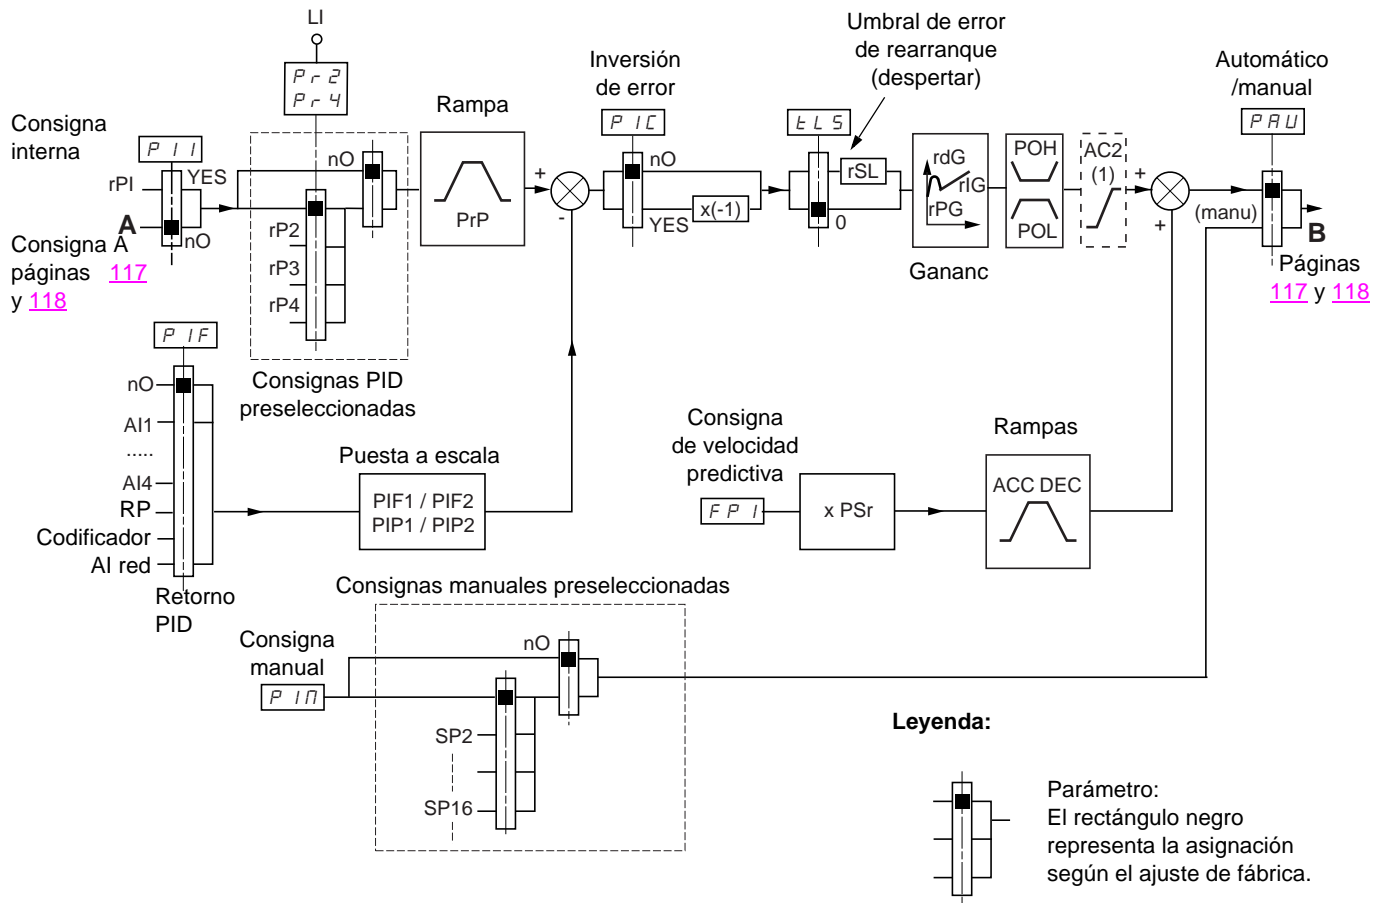 LI
Pr2
Pr4
Consigna
interna
PII
rPI
YES
A
nO
Consigna A
páginas 117
y 118
nO
rP2
rP3
rP4
Consignas PID
preseleccionadas
Rampa
PrP
+
-
Inversión
de error
PIC
nO
YES
x(-1)
Umbral de error
de rearranque
(despertar)
tLS
rSL
0
rdG
rIG
rPG
Gananc
POH
POL
AC2
(1)
+
+
Automático
/manual
PAU
(manu)
B
Páginas
117 y 118
PIF
nO
AI1
.....
AI4
RP
Codificador
AI red
Retorno
PID
Puesta a escala
PIF1 / PIF2
PIP1 / PIP2
Consigna
de velocidad
predictiva
FPI
x PSr
Rampas
ACC DEC
Consignas manuales preseleccionadas
Consigna
manual
PIM
nO
SP2
SP16
Leyenda:
Parámetro:
El rectángulo negro
representa la asignación
según el ajuste de fábrica.